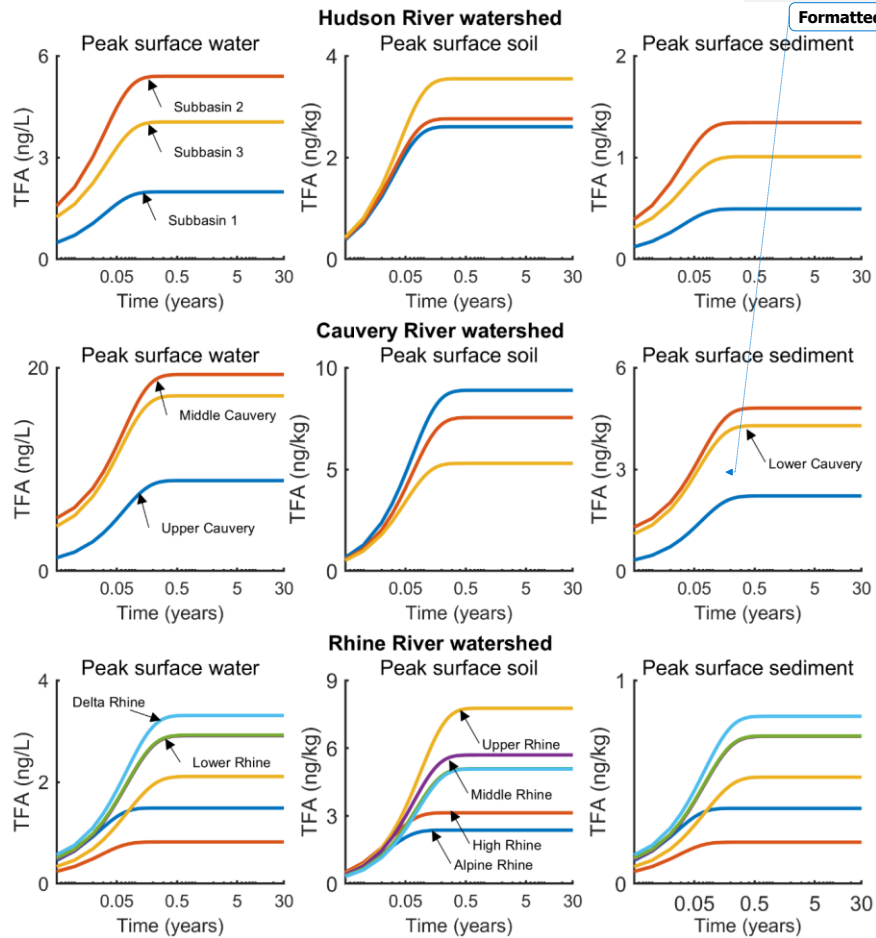 Hudson River watershed
Formatted
Peak surface water
Peak surface soil
Peak surface sediment
TFA (ng/L)
6
3
0
Subbasin 2
Subbasin 3
Subbasin 1
0.05 0.5 5 30
Time (years)
TFA (ng/kg)
4
2
0
0.05 0.5 5 30
Time (years)
TFA (ng/kg)
2
1
0
0.05 0.5 5 30
Time (years)
Cauvery River watershed
Peak surface water
Peak surface soil
Peak surface sediment
TFA (ng/L)
20
10
0
Middle Cauvery
Upper Cauvery
0.05 0.5 5 30
Time (years)
TFA (ng/kg)
10
5
0
0.05 0.5 5 30
Time (years)
TFA (ng/kg)
6
3
0
Lower Cauvery
0.05 0.5 5 30
Time (years)
Rhine River watershed
Peak surface water
Peak surface soil
Peak surface sediment
TFA (ng/L)
4
2
0
Delta Rhine
Lower Rhine
0.05 0.5 5 30
Time (years)
TFA (ng/kg)
9
6
3
0
Upper Rhine
Middle Rhine
High Rhine
Alpine Rhine
0.05 0.5 5 30
Time (years)
TFA (ng/kg)
1
0
0.05 0.5 5 30
Time (years)